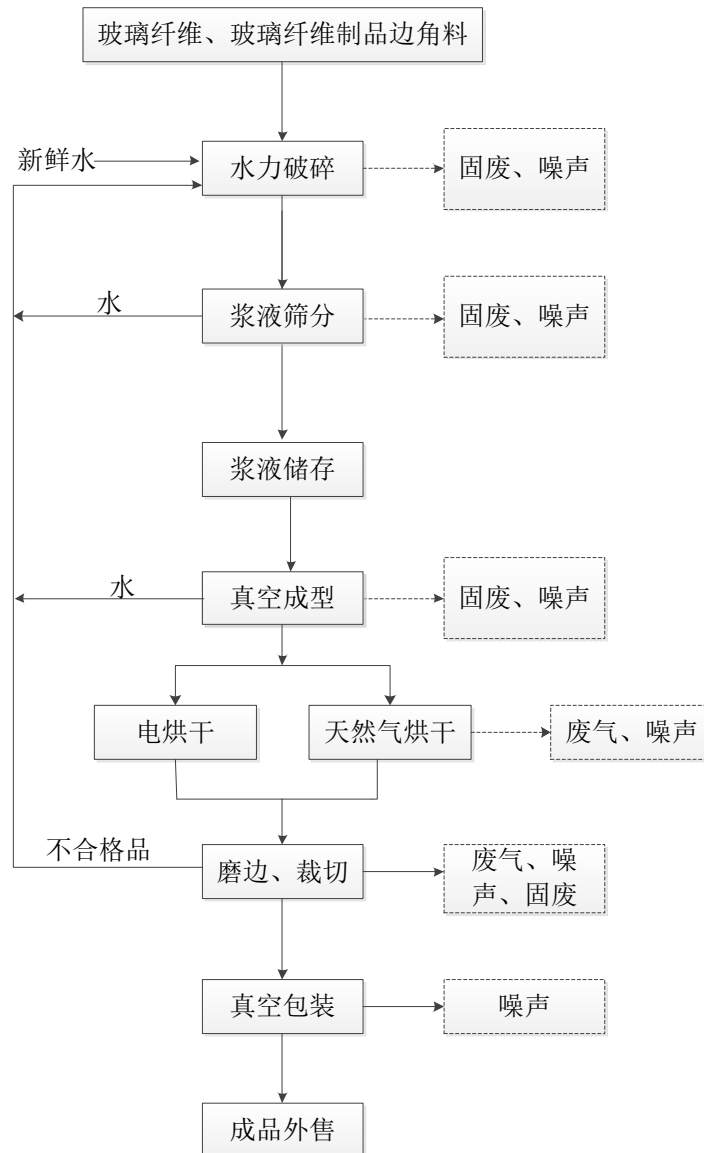 玻璃纤维、玻璃纤维制品边角料
新鲜水
水力破碎
固废、噪声
水
浆液筛分
固废、噪声
浆液储存
水
真空成型
固废、噪声
电烘干
天然气烘干
废气、噪声
不合格品
磨边、裁切
废气、噪
声、固废
真空包装
噪声
成品外售